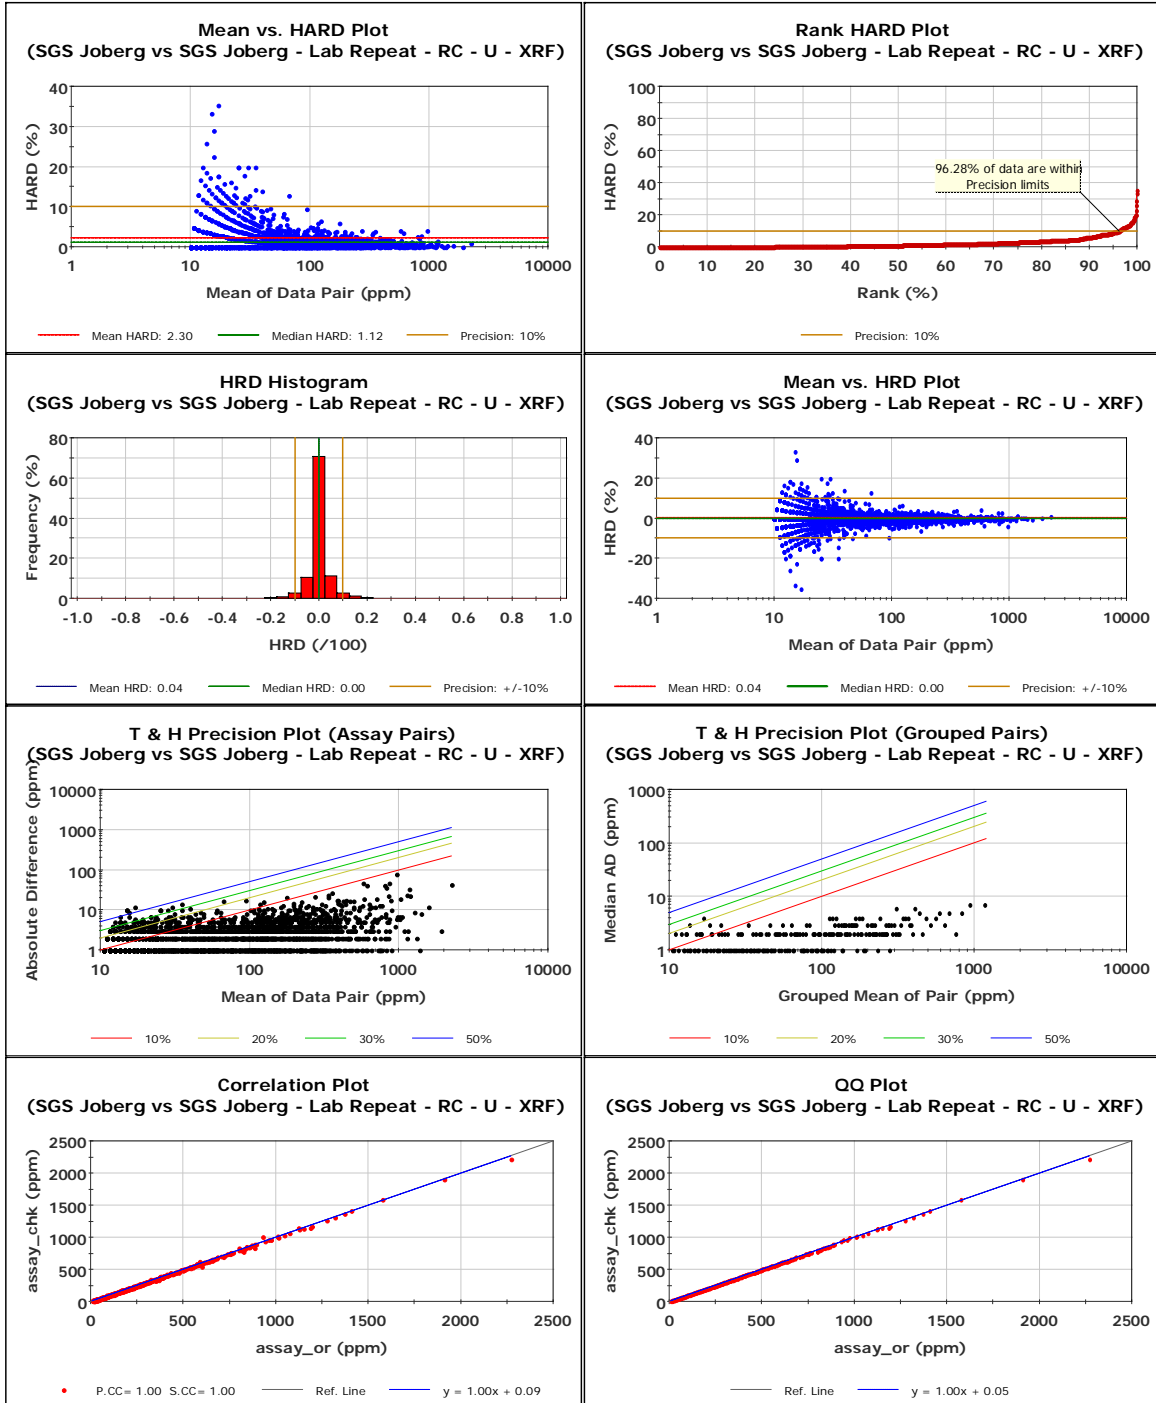 Mean vs. HARD Plot
(SGS Joberg vs SGS Joberg - Lab Repeat - RC - U - XRF)
HARD (%)
40
30
20
10
0
1
10
100
1000
10000
Mean of Data Pair (ppm)
Mean HARD: 2.30
Median HARD: 1.12
Precision: 10%
Rank HARD Plot
(SGS Joberg vs SGS Joberg - Lab Repeat - RC - U - XRF)
HARD (%)
100
80
60
40
20
0
96.28% of data are within
Precision limits
0
10
20
30
40
50
60
70
80
90
100
Rank (%)
Precision: 10%
HRD Histogram
(SGS Joberg vs SGS Joberg - Lab Repeat - RC - U - XRF)
Frequency (%)
80
60
40
20
0
-1.0
-0.8
-0.6
-0.4
-0.2
0.0
0.2
0.4
0.6
0.8
1.0
HRD (/100)
Mean HRD: 0.04
Median HRD: 0.00
Precision: +/-10%
Mean vs. HRD Plot
(SGS Joberg vs SGS Joberg - Lab Repeat - RC - U - XRF)
HRD (%)
40
20
0
-20
-40
1
10
100
1000
10000
Mean of Data Pair (ppm)
Mean HRD: 0.04
Median HRD: 0.00
Precision: +/-10%
T & H Precision Plot (Assay Pairs)
(SGS Joberg vs SGS Joberg - Lab Repeat - RC - U - XRF)
Absolute Difference (ppm)
10000
1000
100
10
1
10
100
1000
10000
Mean of Data Pair (ppm)
10%
20%
30%
50%
T & H Precision Plot (Grouped Pairs)
(SGS Joberg vs SGS Joberg - Lab Repeat - RC - U - XRF)
Median AD (ppm)
1000
100
10
1
10
100
1000
10000
Grouped Mean of Pair (ppm)
10%
20%
30%
50%
Correlation Plot
(SGS Joberg vs SGS Joberg - Lab Repeat - RC - U - XRF)
assay_chk (ppm)
2500
2000
1500
1000
500
0
0
500
1000
1500
2000
2500
assay_or (ppm)
P.CC= 1.00 S.CC= 1.00
Ref. Line
y = 1.00x + 0.09
QQ Plot
(SGS Joberg vs SGS Joberg - Lab Repeat - RC - U - XRF)
assay_chk (ppm)
2500
2000
1500
1000
500
0
0
500
1000
1500
2000
2500
assay_or (ppm)
Ref. Line
y = 1.00x + 0.05